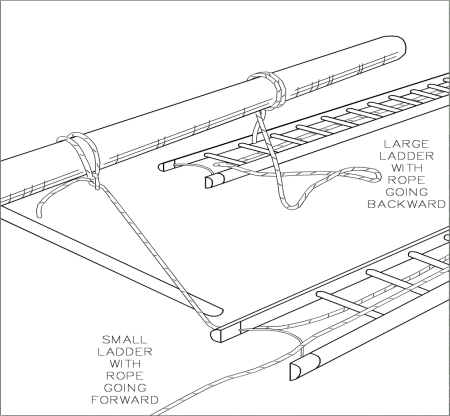 LARGE
LADDER
WITH
ROPE
GOING
BACKWARD
SMALL
LADDER
WITH
ROPE
GOING
FORWARD